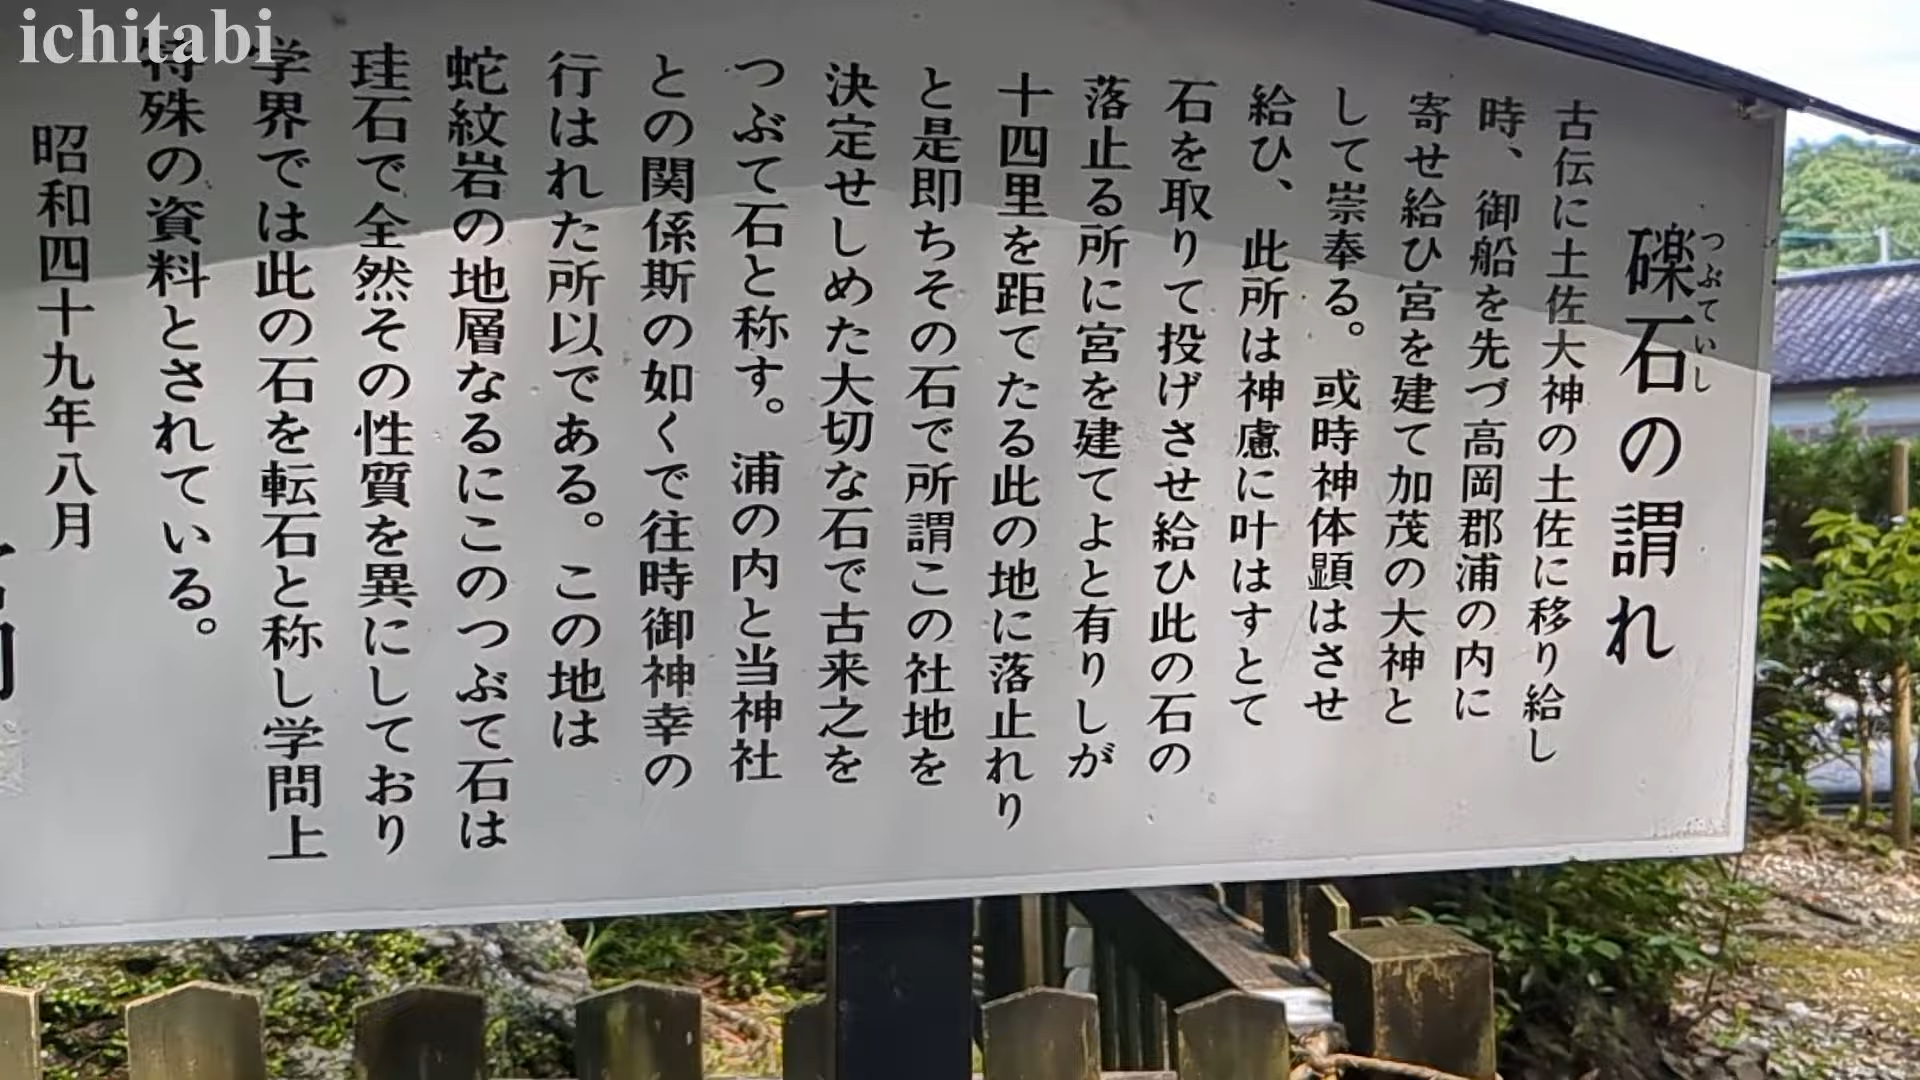 ichitabi
礫石の謂れ
つぶていし
古伝に土佐大神の土佐に移り給し
時、御船を先づ高岡郡浦の内に
寄せ給ひ宮を建て加茂の大神と
して崇奉る。或時神体顕はさせ
給ひ、此所は神慮に叶はすとて
石を取りて投げさせ給ひ此の石の
落止る所に宮を建てよと有りしが
十四里を距てたる此の地に落止れり
と是即ちその石で所謂この社地を
決定せしめた大切な石で古来之を
つぶて石と称す。浦の内と当神社
との関係斯の如くで往時御神幸の
行はれた所以である。この地は
蛇紋岩の地層なるにこのつぶて石は
珪石で全然その性質を異にしており
学界では此の石を転石と称し学問上
特殊の資料とされている。
昭和四十九年八月